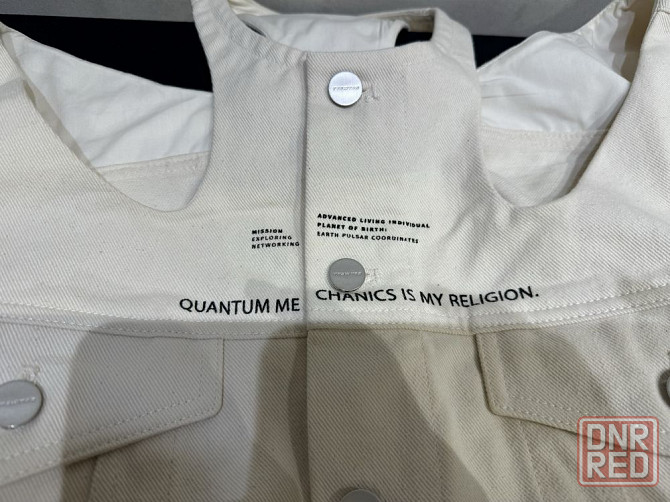 MISSION
EXPLORING
NETWORKING
ADVANCED LIVING INDIVIDUAL
PLANET OF BIRTH:
EARTH PULSAR COORDINATES
QUANTUM ME CHANICS IS MY RELIGION.
DNR
RED